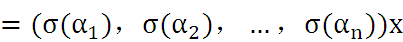 = (σ(α₁), σ(α₂), …, σ(αₙ))x